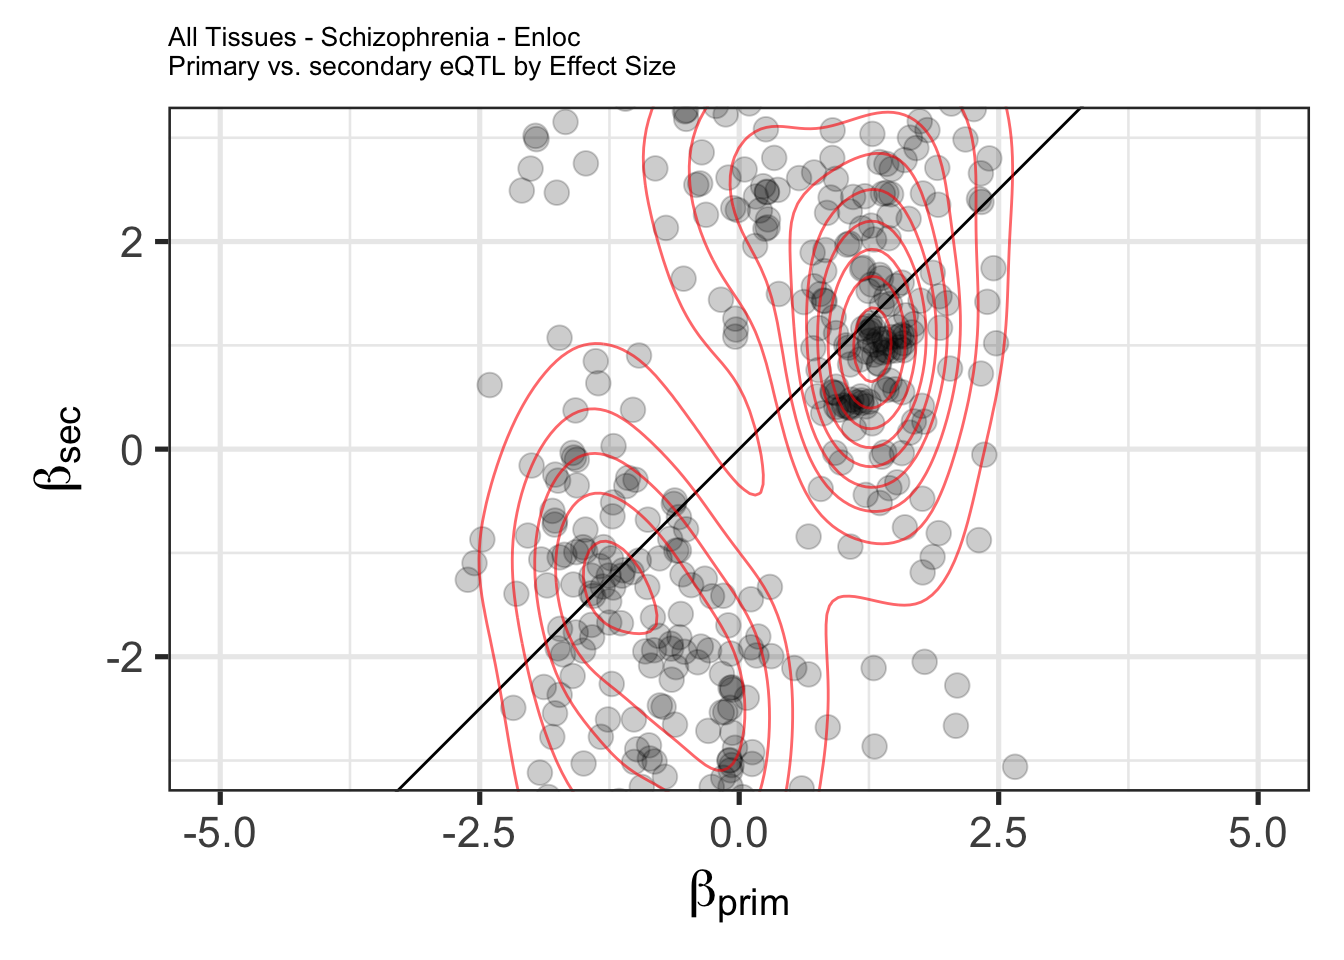 All Tissues - Schizophrenia - Enloc
Primary vs. secondary eQTL by Effect Size
βsec
2
0
-2
-5.0 -2.5 0.0 2.5 5.0
βprim